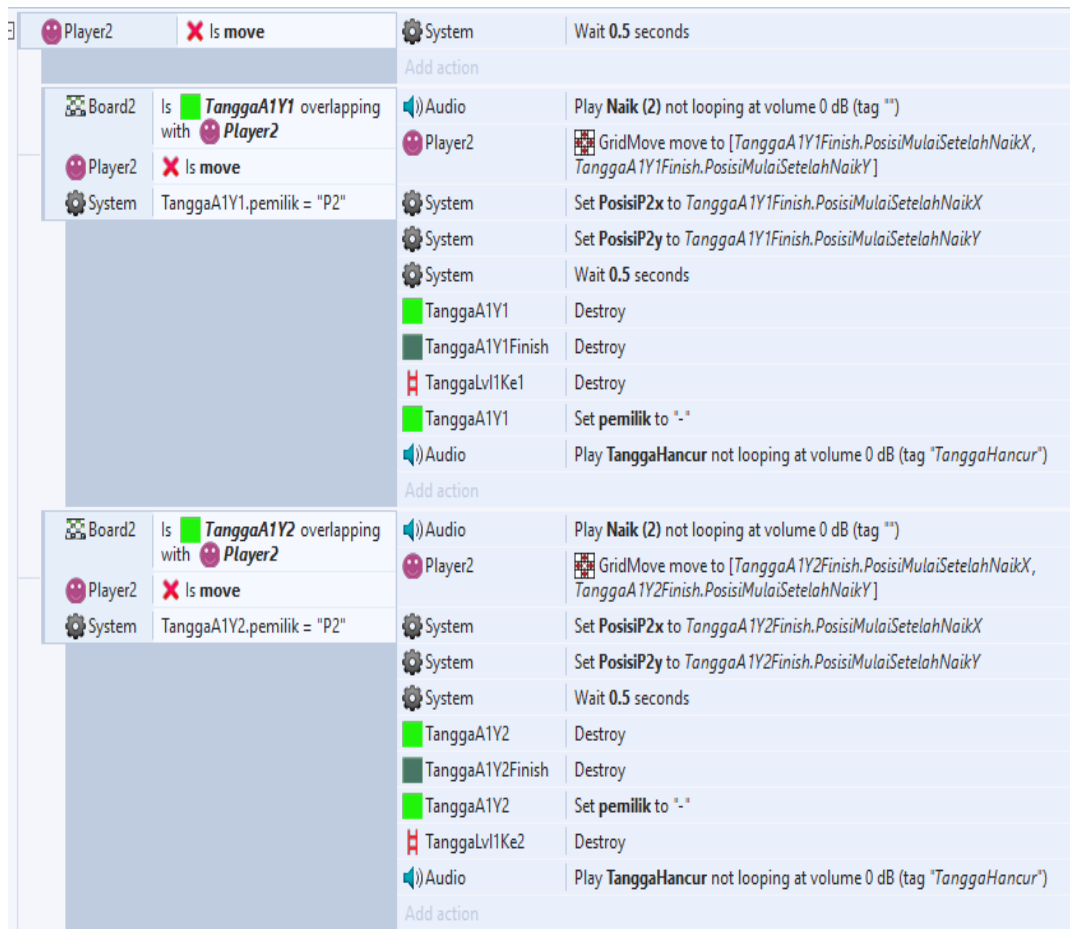 Player2 Is move System Wait 0.5 seconds
Add action
Board2 Is TanggaA1Y1 overlapping Audio Play Naik (2) not looping at volume 0 dB (tag "")
with Player2 Player2 GridMove move to [TanggaA1Y1Finish.PosisiMulaiSetelahNaikX,
Player2 Is move TanggaA1Y1Finish.PosisiMulaiSetelahNaikY]
System TanggaA1Y1.pemilik = "P2" System Set PosisiP2x to TanggaA1Y1Finish.PosisiMulaiSetelahNaikX
System Set PosisiP2y to TanggaA1Y1Finish.PosisiMulaiSetelahNaikY
System Wait 0.5 seconds
TanggaA1Y1 Destroy
TanggaA1Y1Finish Destroy
TanggaLvl1Ke1 Destroy
TanggaA1Y1 Set pemilik to "-"
Audio Play TanggaHancur not looping at volume 0 dB (tag "TanggaHancur")
Add action
Board2 Is TanggaA1Y2 overlapping Audio Play Naik (2) not looping at volume 0 dB (tag "")
with Player2 Player2 GridMove move to [TanggaA1Y2Finish.PosisiMulaiSetelahNaikX,
Player2 Is move TanggaA1Y2Finish.PosisiMulaiSetelahNaikY]
System TanggaA1Y2.pemilik = "P2" System Set PosisiP2x to TanggaA1Y2Finish.PosisiMulaiSetelahNaikX
System Set PosisiP2y to TanggaA1Y2Finish.PosisiMulaiSetelahNaikY
System Wait 0.5 seconds
TanggaA1Y2 Destroy
TanggaA1Y2Finish Destroy
TanggaA1Y2 Set pemilik to "-"
TanggaLvl1Ke2 Destroy
Audio Play TanggaHancur not looping at volume 0 dB (tag "TanggaHancur")
Add action